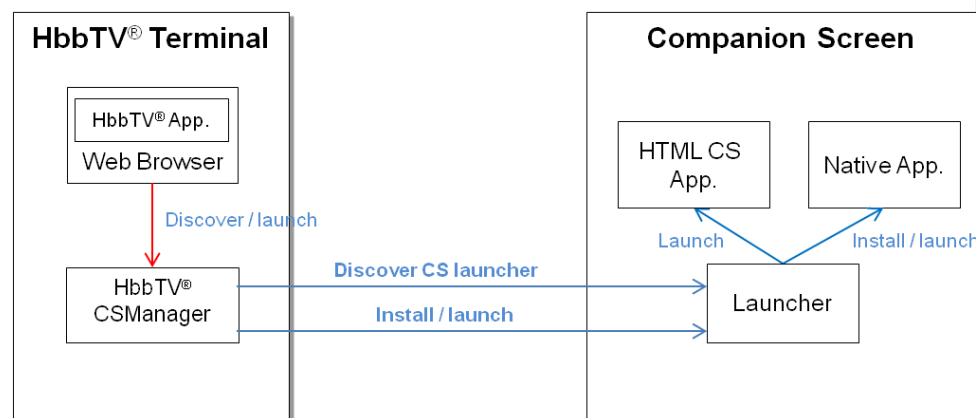 HbbTV® Terminal
HbbTV® App.
Web Browser
Discover / launch
HbbTV®
CSManager
Discover CS launcher
Install / launch
Companion Screen
HTML CS
App.
Native App.
Launch
Install / launch
Launcher